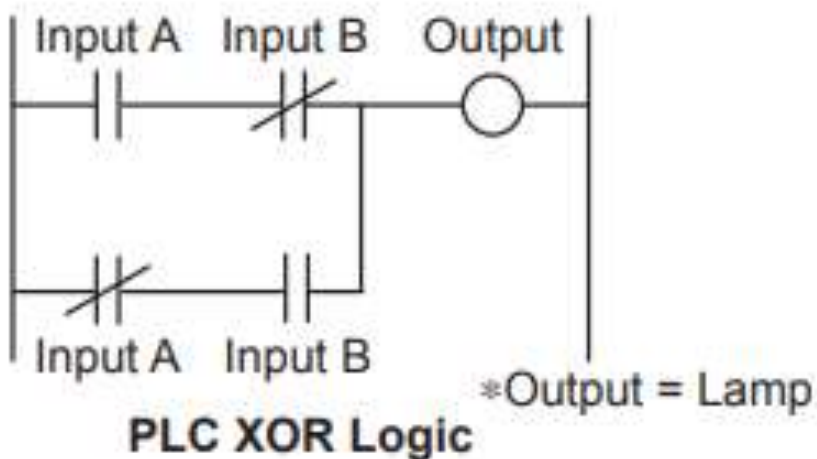 Input A Input B Output
Input A Input B
*Output = Lamp
PLC XOR Logic